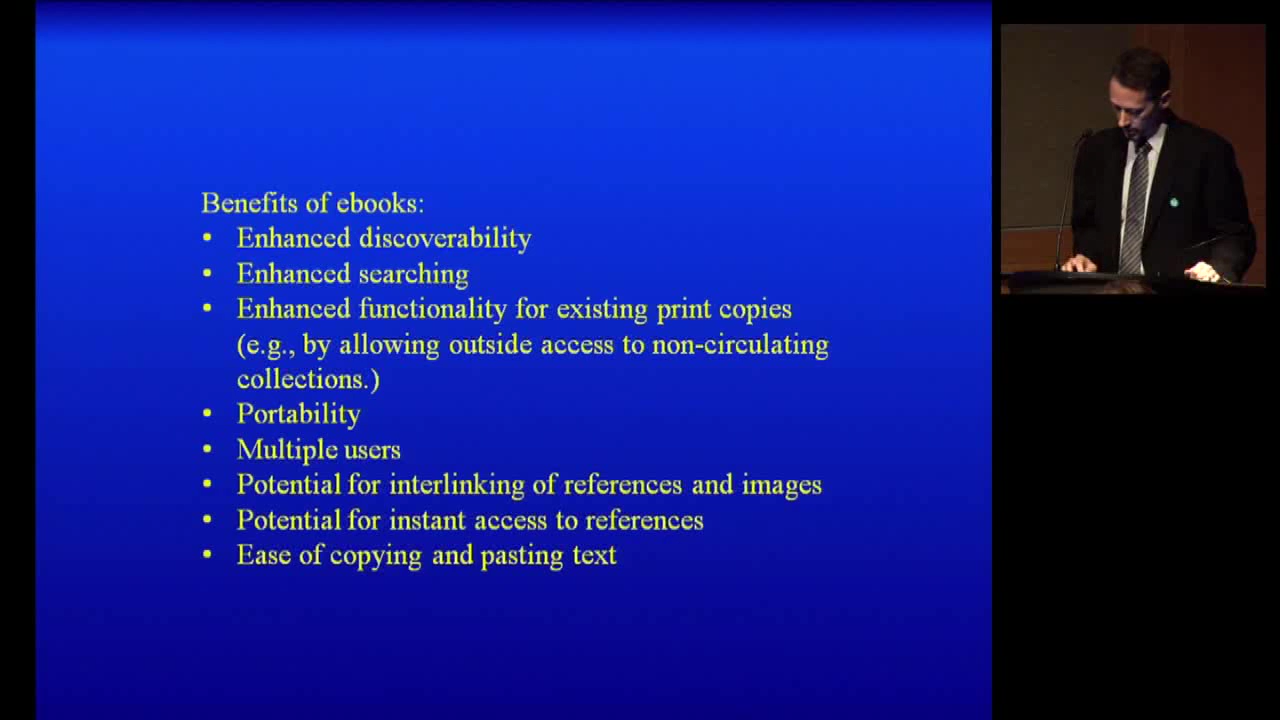 Benefits of ebooks:
• Enhanced discoverability
• Enhanced searching
• Enhanced functionality for existing print copies
(e.g., by allowing outside access to non-circulating
collections.)
• Portability
• Multiple users
• Potential for interlinking of references and images
• Potential for instant access to references
• Ease of copying and pasting text